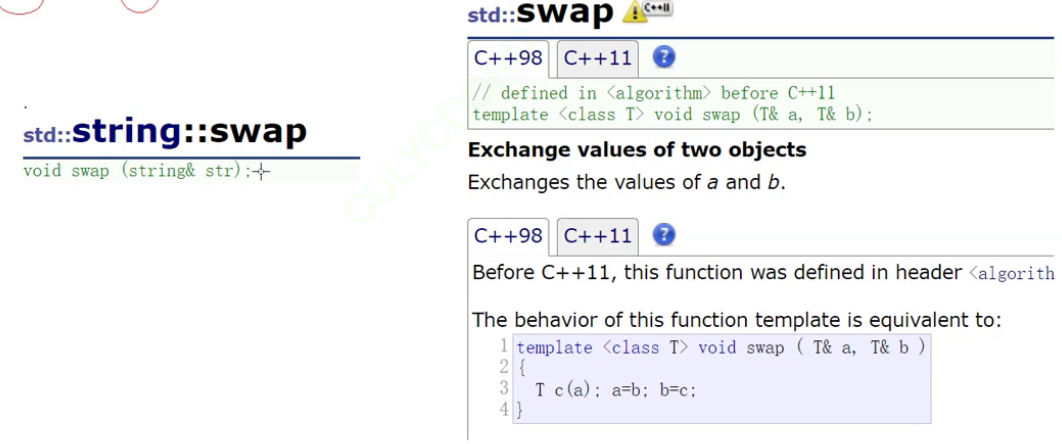 std::string::swap
void swap (string& str);
std::swap C++11
C++98 C++11 ?
// defined in <algorithm> before C++11
template <class T> void swap (T& a, T& b);
Exchange values of two objects
Exchanges the values of a and b.
C++98 C++11 ?
Before C++11, this function was defined in header <algorith
The behavior of this function template is equivalent to:
1 template <class T> void swap ( T& a, T& b )
2 {
3 T c(a); a=b; b=c;
4 }